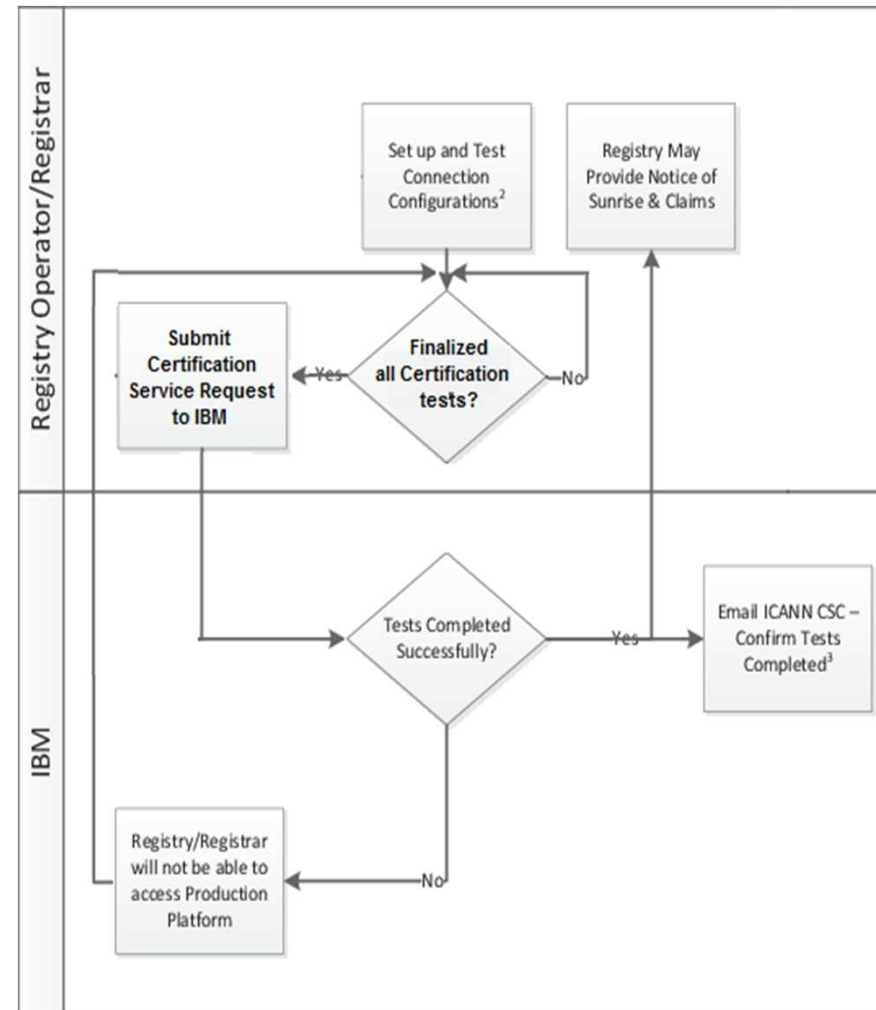 Registry Operator/Registrar
Set up and Test
Connection
Configurations²
Registry May
Provide Notice of
Sunrise & Claims
Submit
Certification
Service Request
to IBM
Yes
Finalized
all Certification
tests?
No
IBM
Tests Completed
Successfully?
Yes
Email ICANN CSC –
Confirm Tests
Completed³
Registry/Registrar
will not be able to
access Production
Platform
No